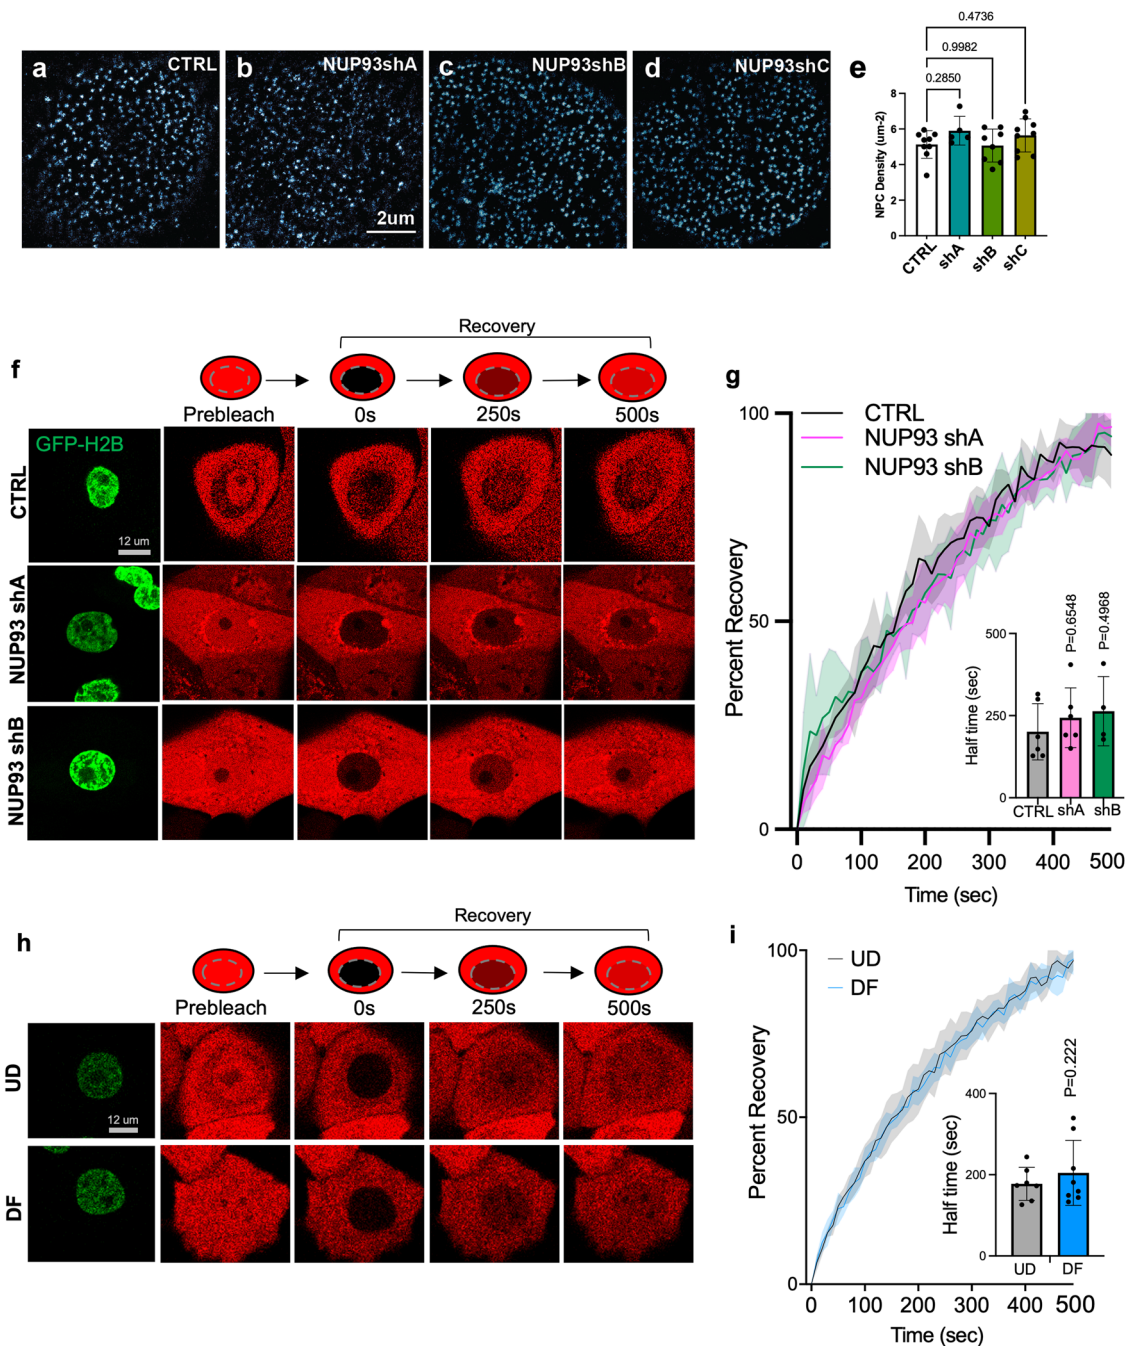 a
CTRL
b
NUP93shA
2um
c
NUP93shB
d
NUP93shC
e
0.4736
0.9982
0.2850
NPC Density (um-2)
8
6
4
2
0
CTRL
shA
shB
shC
f
Recovery
Prebleach
0s
250s
500s
GFP-H2B
12 um
CTRL
NUP93 shA
NUP93 shB
g
CTRL
NUP93 shA
NUP93 shB
Percent Recovery
100
50
0
0
100
200
300
400
500
Time (sec)
Half time (sec)
500
250
0
P=0.6548
P=0.4968
CTRL
shA
shB
h
Recovery
Prebleach
0s
250s
500s
12 um
UD
DF
i
UD
DF
Percent Recovery
100
50
0
0
100
200
300
400
500
Time (sec)
Half time (sec)
400
200
0
P=0.222
UD
DF